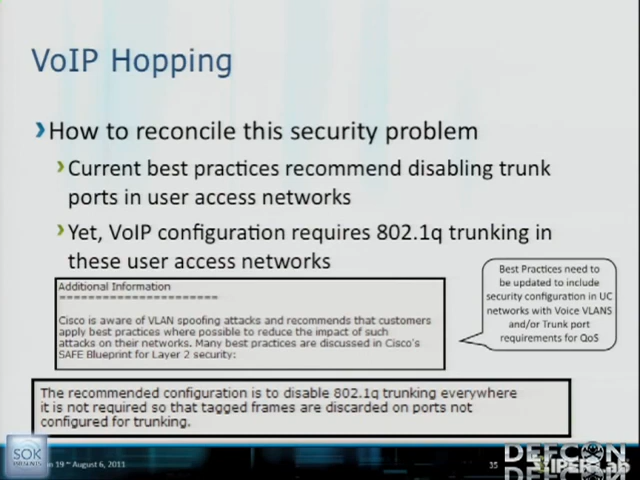 VoIP Hopping
How to reconcile this security problem
Current best practices recommend disabling trunk
ports in user access networks
Yet, VoIP configuration requires 802.1q trunking in
these user access networks
Additional Information
======================
Cisco is aware of VLAN spoofing attacks and recommends that customers
apply best practices where possible to reduce the impact of such
attacks on their networks. Many best practices are discussed in Cisco's
SAFE Blueprint for Layer 2 security:
Best Practices need to
be updated to include
security configuration in UC
networks with Voice VLANS
and/or Trunk port
requirements for QoS
The recommended configuration is to disable 802.1q trunking everywhere
it is not required so that tagged frames are discarded on ports not
configured for trunking.
SOK
19 ~ August 6, 2011
35
DEFCON